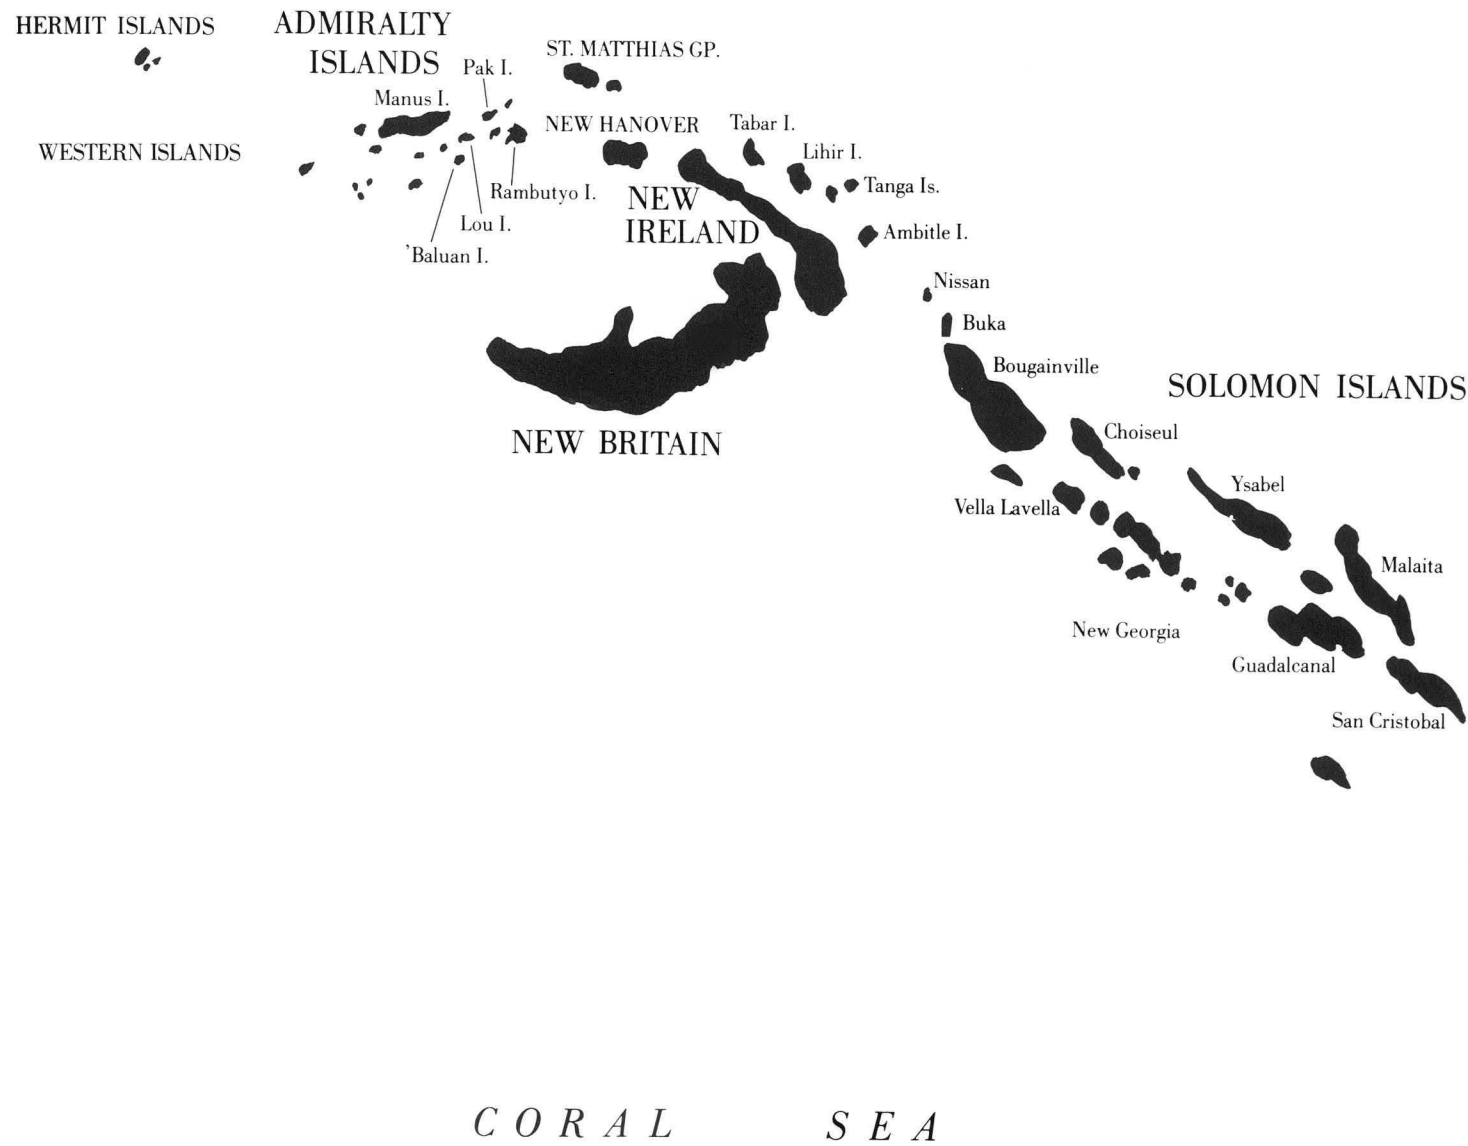 HERMIT ISLANDS
ADMIRALTY
ISLANDS
ST. MATTHIAS GP.
Pak I.
Manus I.
NEW HANOVER
Tabar I.
WESTERN ISLANDS
Lihir I.
Tanga Is.
Rambutyo I.
NEW
IRELAND
Lou I.
Ambitle I.
'Baluan I.
Nissan
Buka
Bougainville
SOLOMON ISLANDS
NEW BRITAIN
Choiseul
Ysabel
Vella Lavella
Malaita
New Georgia
Guadalcanal
San Cristobal
CORAL SEA